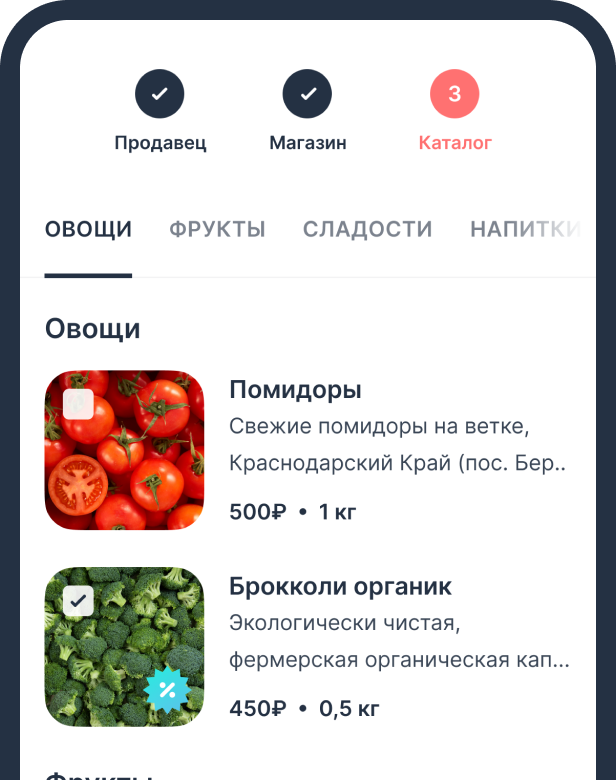 3
Продавец
Магазин
Каталог
ОВОЩИ ФРУКТЫ СЛАДОСТИ НАПИТКИ
Овощи
Помидоры
Свежие помидоры на ветке,
Краснодарский Край (пос. Бер..
500₽ • 1 кг
Брокколи органик
Экологически чистая,
фермерская органическая кап...
%
450₽ • 0,5 кг
Фрукты